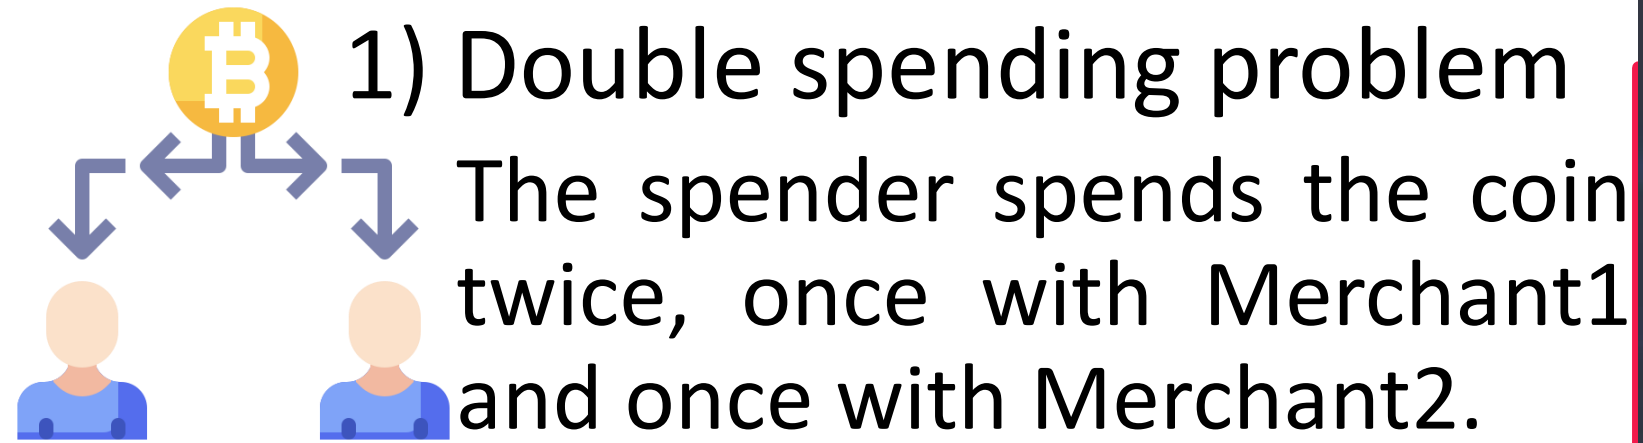 1) Double spending problem
The spender spends the coin
twice, once with Merchant1
and once with Merchant2.